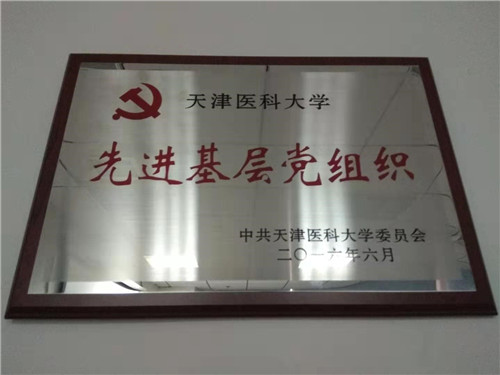 天津医科大学
先进基层党组织
中共天津医科大学委员会
二〇一六年六月